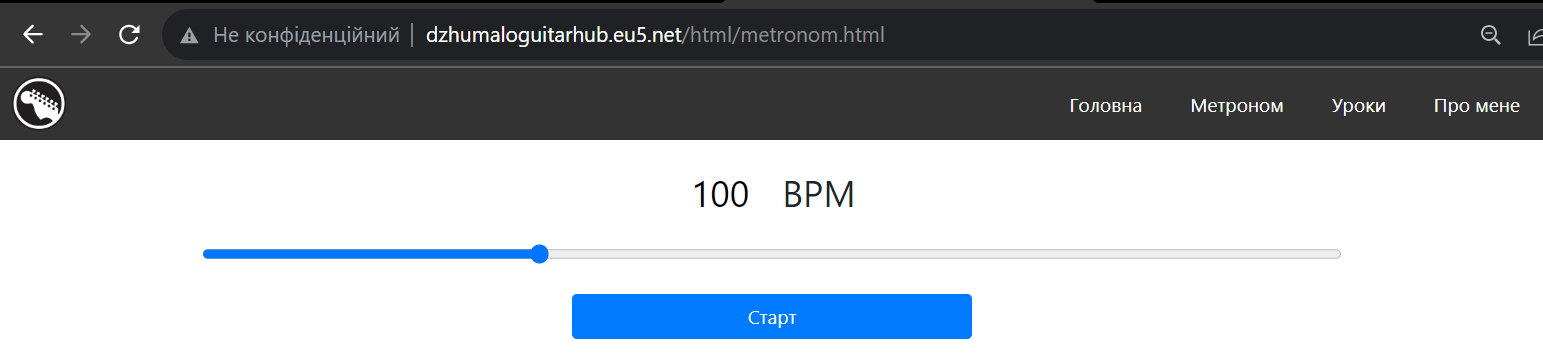 Не конфіденційний dzhumaloguitarhub.eu5.net/html/metronom.html
Головна Метроном Уроки Про мене
100 BPM
Старт